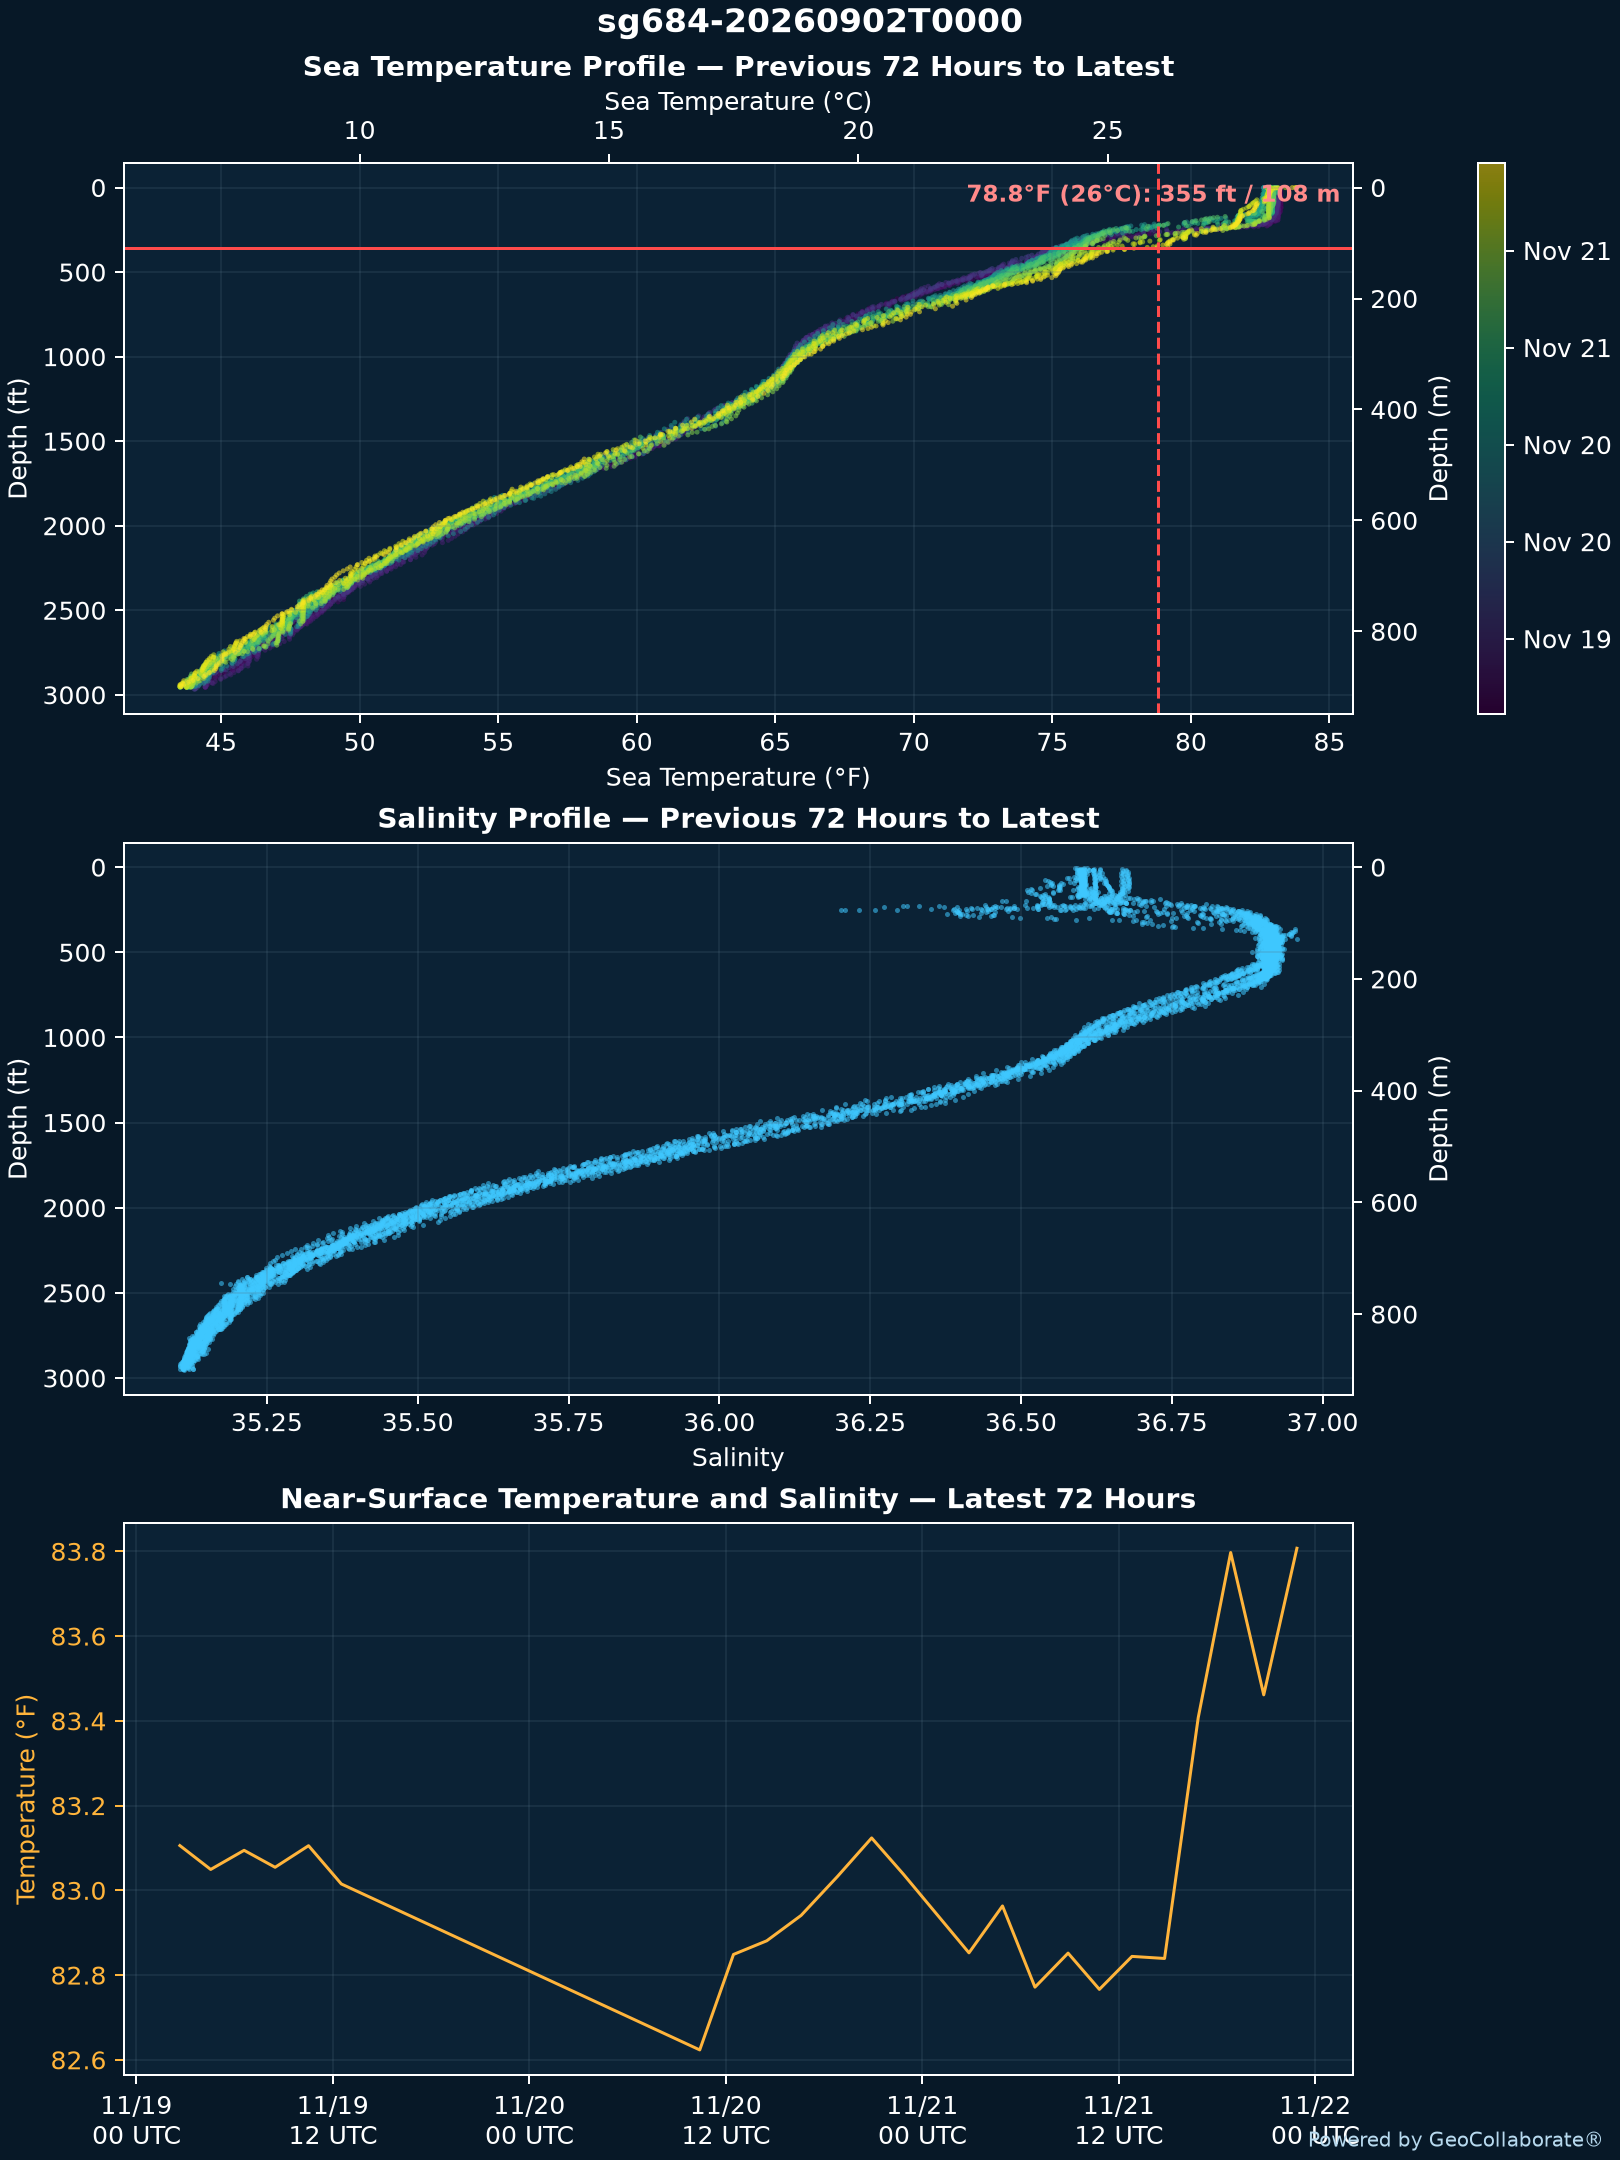 sg684-20260902T0000
Sea Temperature Profile — Previous 72 Hours to Latest
Sea Temperature (°C)
10 15 20 25
78.8°F (26°C): 355 ft / 108 m
0 500 1000 1500 2000 2500 3000
Depth (ft)
0 200 400 600 800
Depth (m)
Nov 21
Nov 21
Nov 20
Nov 20
Nov 19
45 50 55 60 65 70 75 80 85
Sea Temperature (°F)
Salinity Profile — Previous 72 Hours to Latest
0 500 1000 1500 2000 2500 3000
Depth (ft)
0 200 400 600 800
Depth (m)
35.25 35.50 35.75 36.00 36.25 36.50 36.75 37.00
Salinity
Near-Surface Temperature and Salinity — Latest 72 Hours
83.8 83.6 83.4 83.2 83.0 82.8 82.6
Temperature (°F)
11/19 11/19 11/20 11/20 11/21 11/21 11/22
00 UTC 12 UTC 00 UTC 12 UTC 00 UTC 12 UTC 00 UTC
Powered by GeoCollaborate®